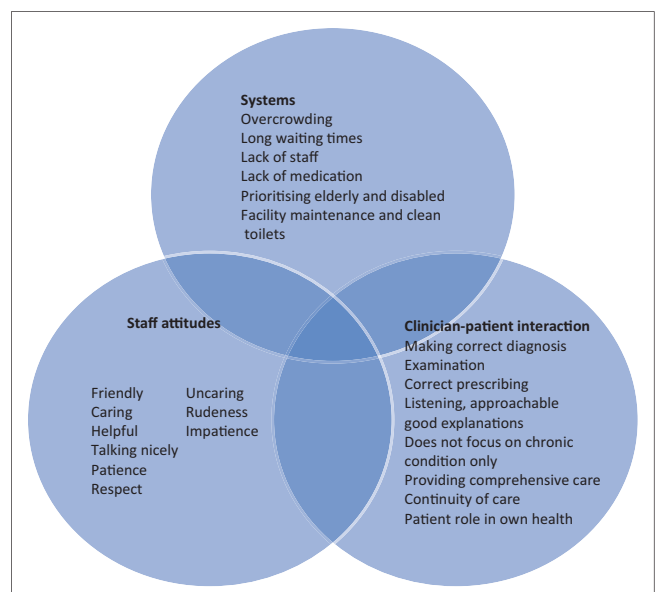 Systems
Overcrowding
Long waiting times
Lack of staff
Lack of medication
Prioritising elderly and disabled
Facility maintenance and clean
toilets
Staff attitudes
Friendly
Caring
Helpful
Talking nicely
Patience
Respect
Uncaring
Rudeness
Impatience
Clinician-patient interaction
Making correct diagnosis
Examination
Correct prescribing
Listening, approachable
good explanations
Does not focus on chronic
condition only
Providing comprehensive care
Continuity of care
Patient role in own health